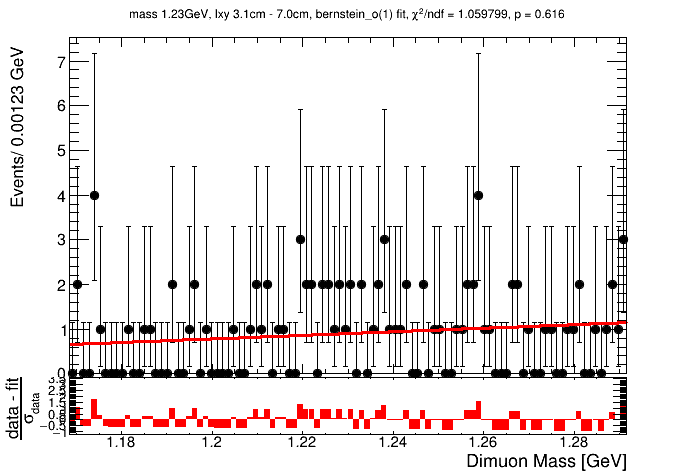 mass 1.23GeV, lxy 3.1cm - 7.0cm, bernstein_o(1) fit, χ²/ndf = 1.059799, p = 0.616
Events/ 0.00123 GeV
7
6
5
4
3
2
1
0
data - fit
σdata
1.18
1.2
1.22
1.24
1.26
1.28
Dimuon Mass [GeV]